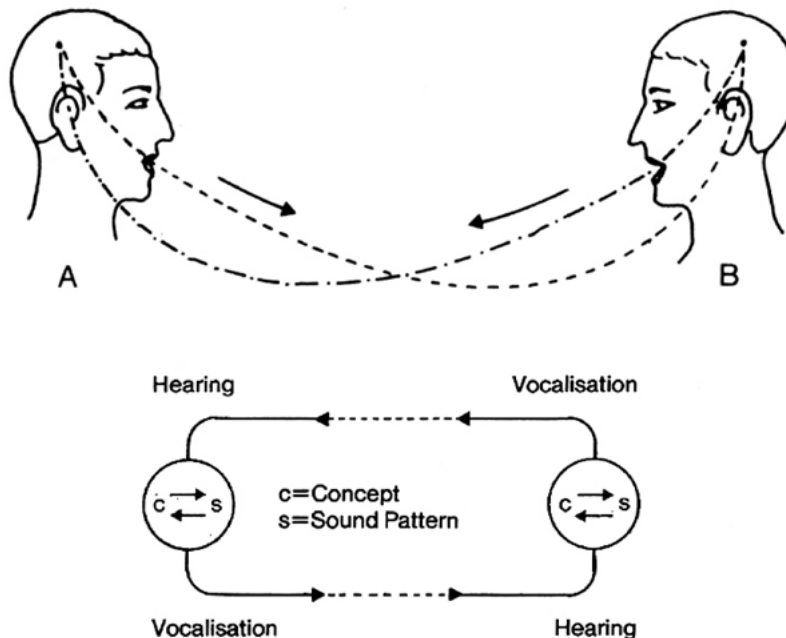 A
B
Hearing
Vocalisation
c s
c=Concept
s=Sound Pattern
c s
Vocalisation
Hearing